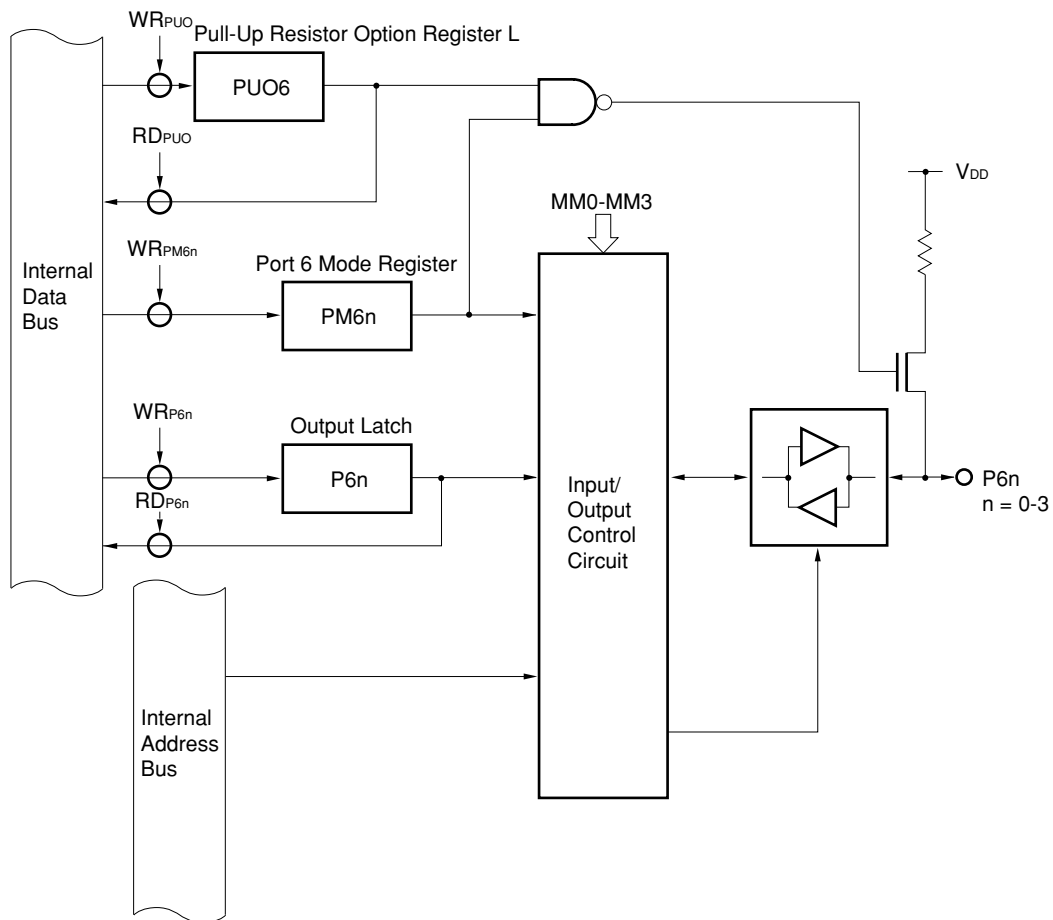 WRPUO
Pull-Up Resistor Option Register L
PUO6
RDPUO
VDD
MM0-MM3
WRPM6n
Port 6 Mode Register
Internal
Data
Bus
PM6n
WRP6n
Output Latch
P6n
RDP6n
Input/
Output
Control
Circuit
P6n
n = 0-3
Internal
Address
Bus